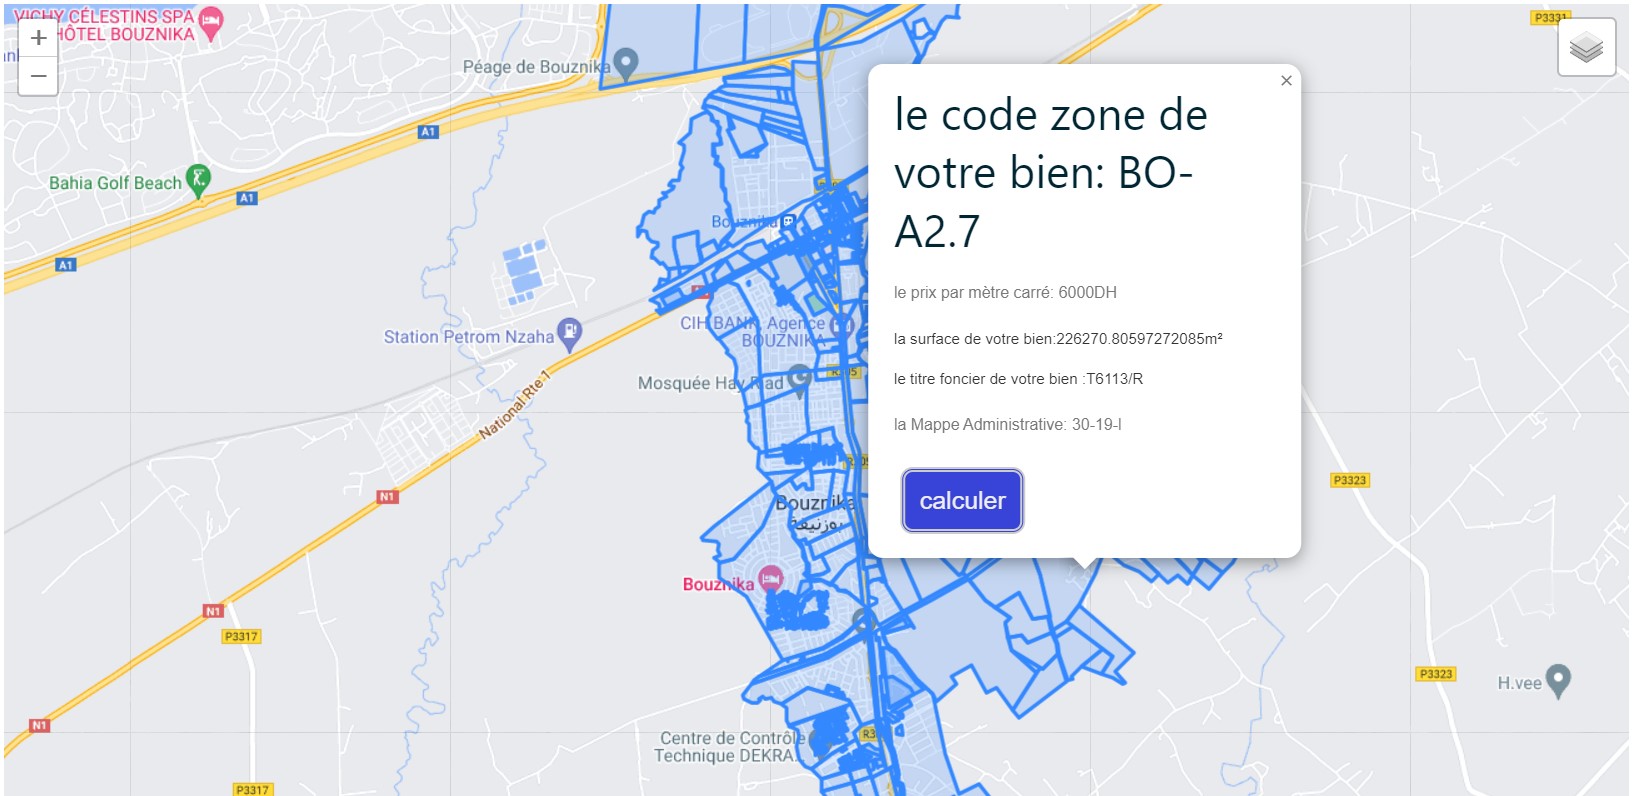 VICHY CÉLESTINS SPA
HÔTEL BOUZNIKA
+
−
P3331
Péage de Bouznika
×
le code zone de
votre bien: BO-
A2.7
A1
Bahia Golf Beach
A1
Bouznika
A1
le prix par mètre carré: 6000DH
CIH BANK Agence
BOUZNIKA
Station Petrom Nzaha
la surface de votre bien:226270.80597272085m²
R305
Mosquée Hay Riad
le titre foncier de votre bien :T6113/R
National Rte 1
la Mappe Administrative: 30-19-l
R305
P3323
N1
calculer
Bouznika
بوزنيقة
Bouznika
N1
P3317
P3323
H.vee
N1
Centre de Contrôle
Technique DEKRA...
P3317